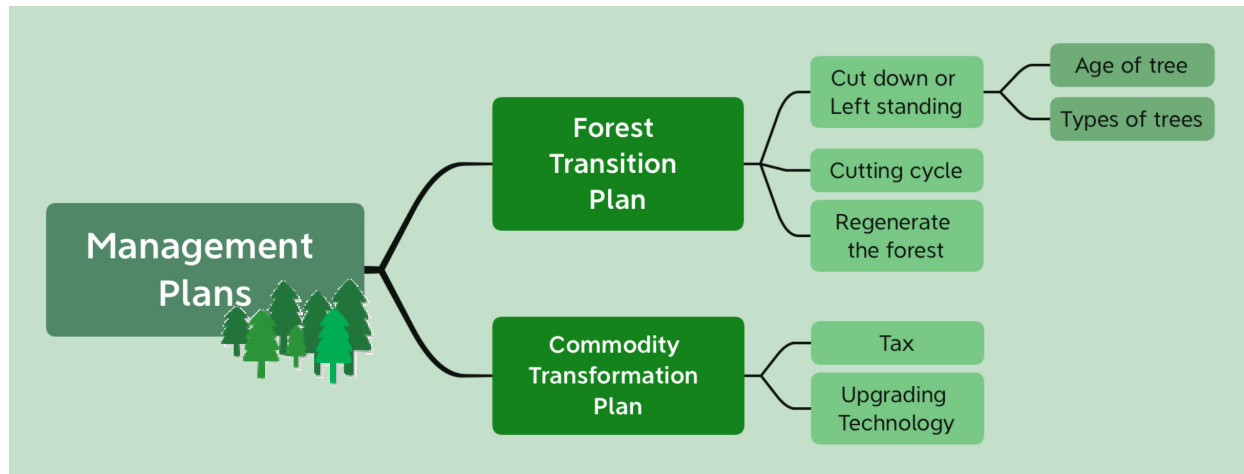 Management
Plans
Forest
Transition
Plan
Cut down or
Left standing
Age of tree
Types of trees
Cutting cycle
Regenerate
the forest
Commodity
Transformation
Plan
Tax
Upgrading
Technology